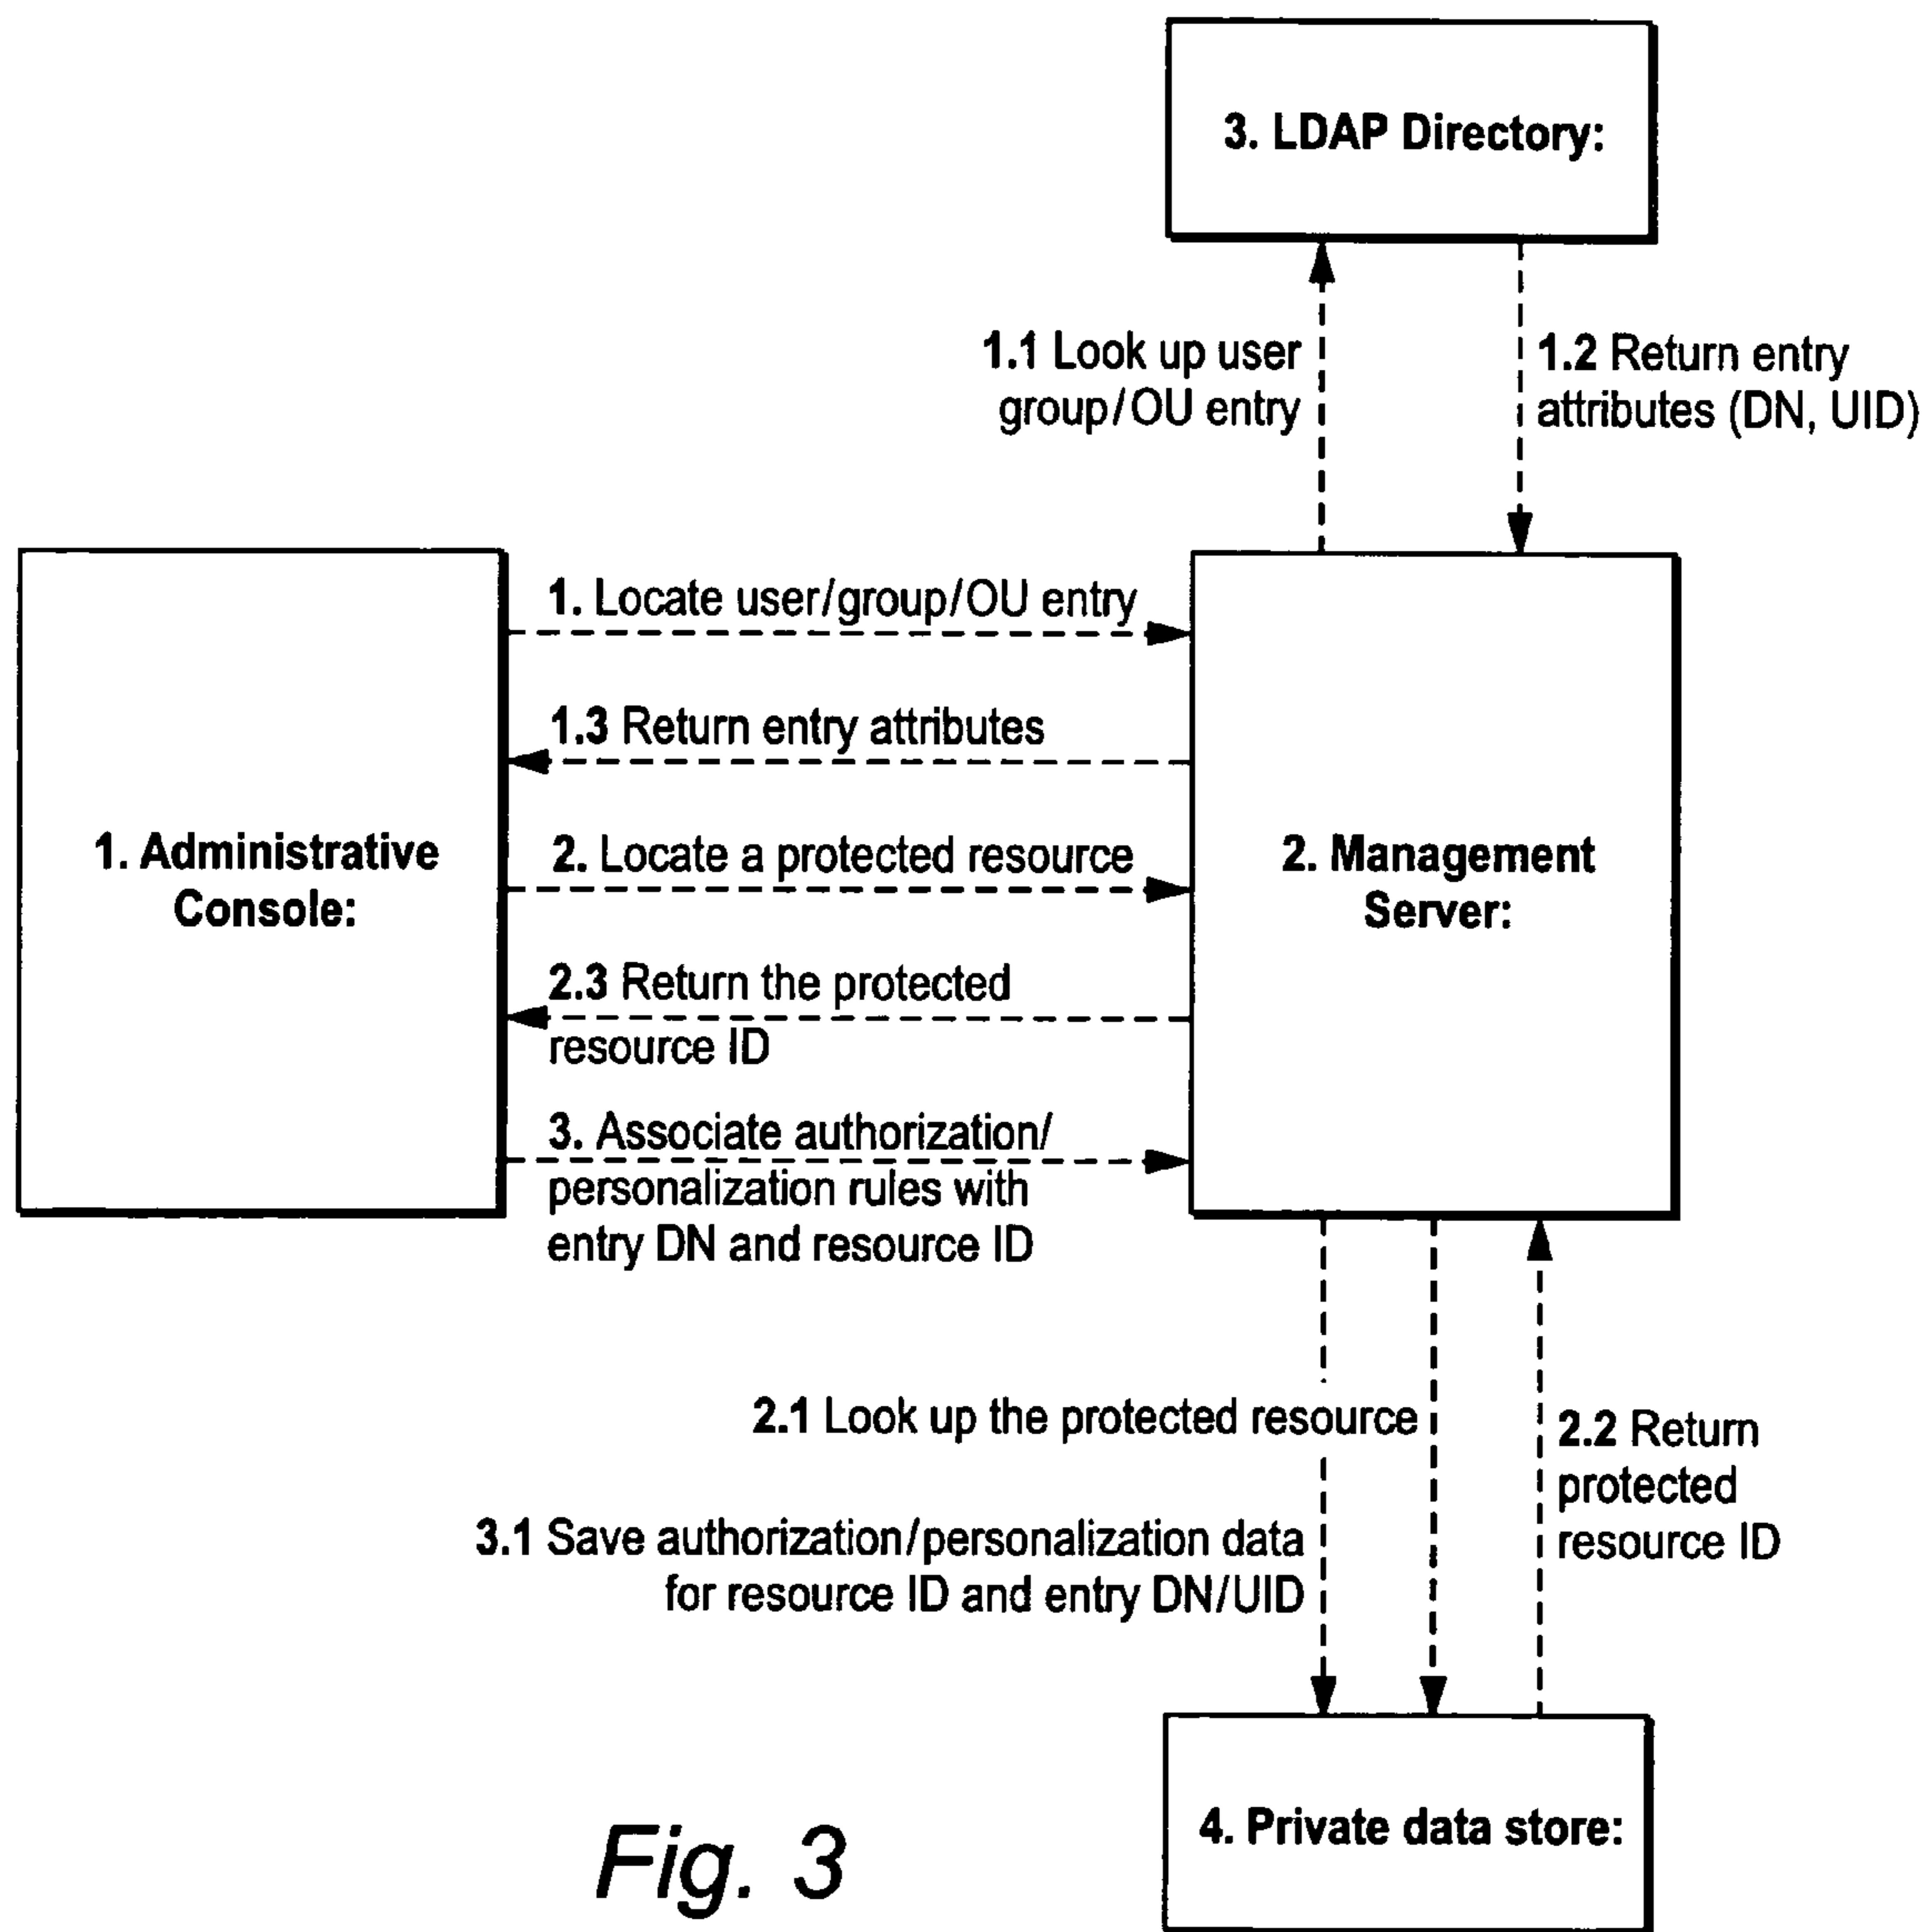 3. LDAP Directory:
1.1 Look up user
group/OU entry
1.2 Return entry
attributes (DN, UID)
1. Administrative
Console:
1. Locate user/group/OU entry
1.3 Return entry attributes
2. Locate a protected resource
2.3 Return the protected
resource ID
3. Associate authorization/
personalization rules with
entry DN and resource ID
2. Management
Server:
2.1 Look up the protected resource
2.2 Return
protected
resource ID
3.1 Save authorization/personalization data
for resource ID and entry DN/UID
4. Private data store:
Fig. 3